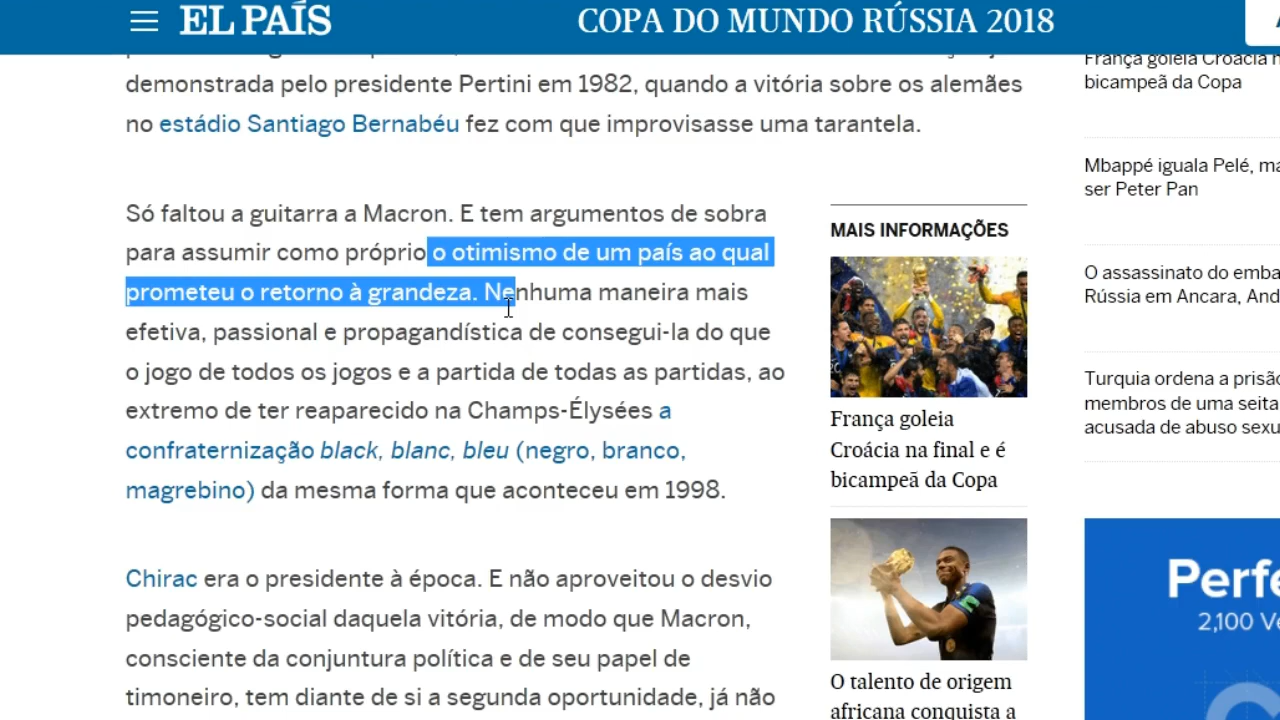 EL PAÍS
COPA DO MUNDO RÚSSIA 2018
demonstrada pelo presidente Pertini em 1982, quando a vitória sobre os alemães
no estádio Santiago Bernabéu fez com que improvisasse uma tarantela.
Só faltou a guitarra a Macron. E tem argumentos de sobra
para assumir como próprio o otimismo de um país ao qual
prometeu o retorno à grandeza. Nenhuma maneira mais
efetiva, passional e propagandística de consegui-la do que
o jogo de todos os jogos e a partida de todas as partidas, ao
extremo de ter reaparecido na Champs-Élysées a
confraternização black, blanc, bleu (negro, branco,
magrebino) da mesma forma que aconteceu em 1998.
Chirac era o presidente à época. E não aproveitou o desvio
pedagógico-social daquela vitória, de modo que Macron,
consciente da conjuntura política e de seu papel de
timoneiro, tem diante de si a segunda oportunidade, já não
MAIS INFORMAÇÕES
França goleia
Croácia na final e é
bicampeã da Copa
O talento de origem
africana conquista a
França goleia Croácia
bicampeã da Copa
Mbappé iguala Pelé,
ser Peter Pan
O assassinato do
Rússia em Ancara,
Turquia ordena a
membros de uma seita
acusada de abuso
2,100